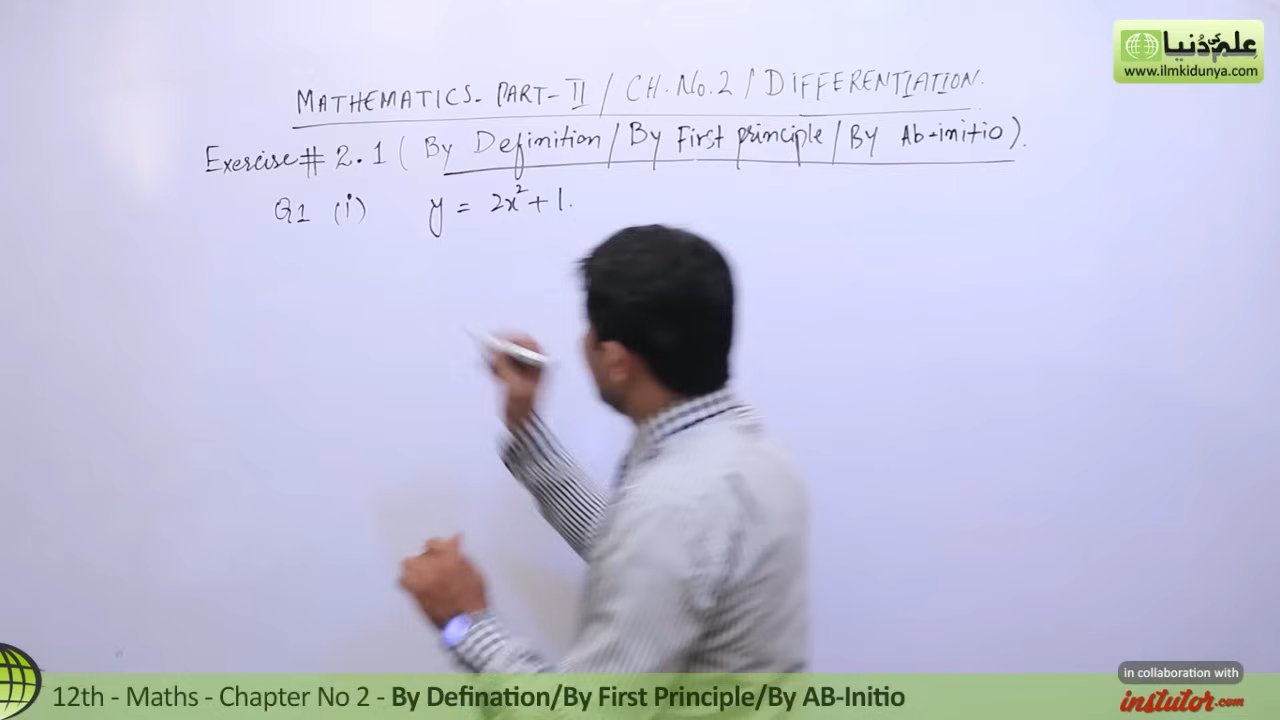 علم کی دنیا
www.ilmkidunya.com
MATHEMATICS- PART-II / CH. No. 2 / DIFFERENTIATION.
Exercise # 2.1 ( By Definition / By First principle / By Ab-initio ).
Q1 (i) y = 2x² + 1.
in collaboration with
instutor.com
12th - Maths - Chapter No 2 - By Defination/By First Principle/By AB-Initio